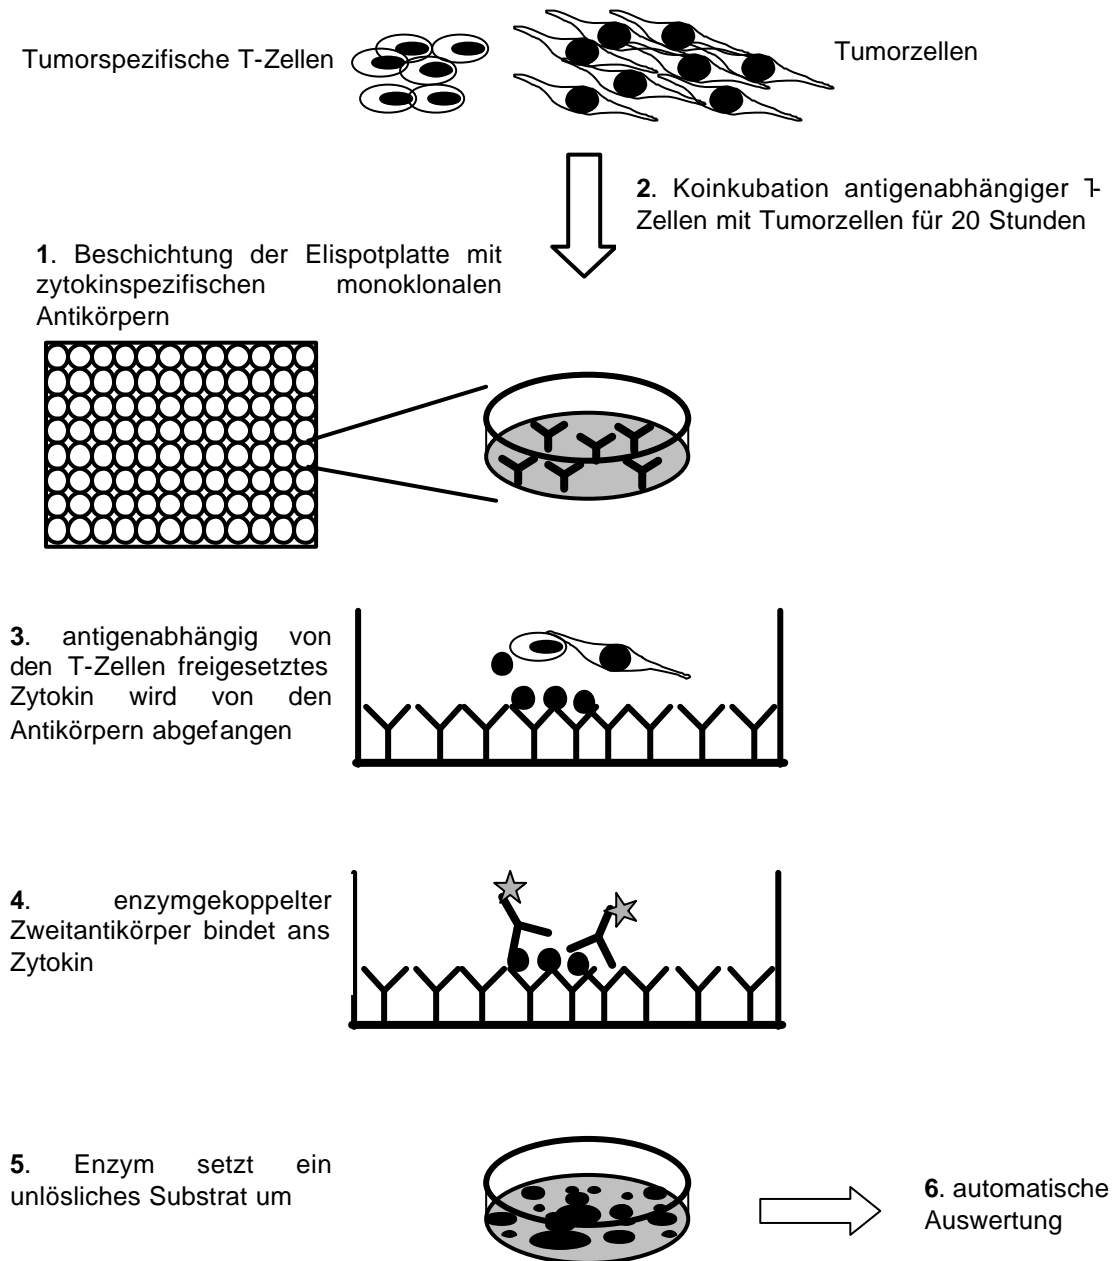 Tumorspezifische T-Zellen
Tumorzellen
2. Koinkubation antigenabhängiger T-
Zellen mit Tumorzellen für 20 Stunden
1. Beschichtung der Elispotplatte mit
zytokinspezifischen monoklonalen
Antikörpern
3. antigenabhängig von
den T-Zellen freigesetztes
Zytokin wird von den
Antikörpern abgefangen
4. enzymgekoppelter
Zweitantikörper bindet ans
Zytokin
5. Enzym setzt ein
unlösliches Substrat um
6. automatische
Auswertung